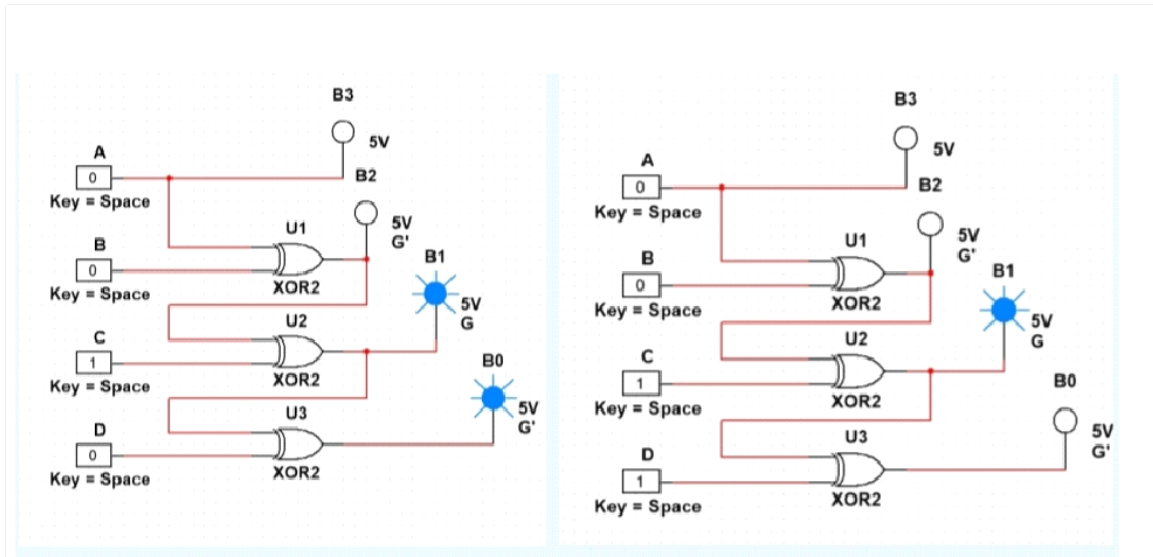 B3
5V
A
0
Key = Space
B2
5V
G'
U1
XOR2
B
0
Key = Space
B1
5V
G
U2
XOR2
C
1
Key = Space
B0
5V
G'
U3
XOR2
D
0
Key = Space
B3
5V
A
0
Key = Space
B2
5V
G'
U1
XOR2
B
0
Key = Space
B1
5V
G
U2
XOR2
C
1
Key = Space
B0
5V
G'
U3
XOR2
D
1
Key = Space